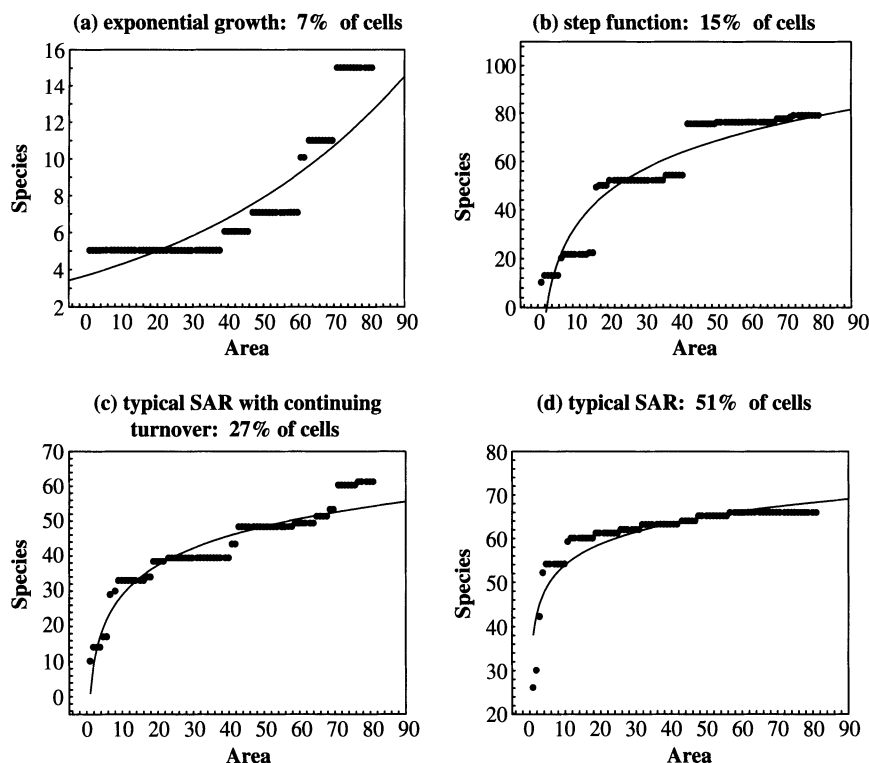 (a) exponential growth: 7% of cells
16
14
12
10
8
6
4
2
Species
0 10 20 30 40 50 60 70 80 90
Area
(b) step function: 15% of cells
100
80
60
40
20
0
Species
0 10 20 30 40 50 60 70 80 90
Area
(c) typical SAR with continuing
turnover: 27% of cells
70
60
50
40
30
20
10
0
Species
0 10 20 30 40 50 60 70 80 90
Area
(d) typical SAR: 51% of cells
80
70
60
50
40
30
20
Species
0 10 20 30 40 50 60 70 80 90
Area